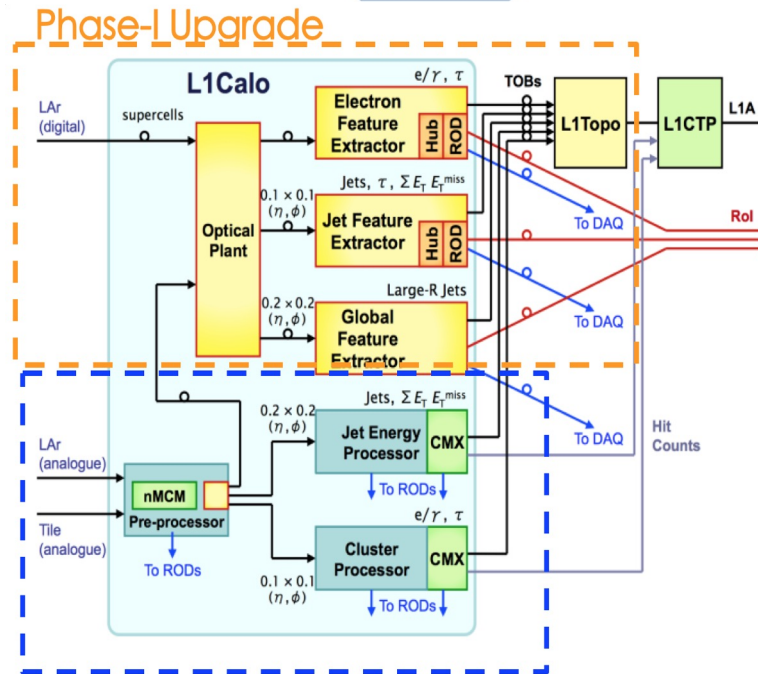 Phase-I Upgrade
L1Calo
LAr
(digital)
supercells
Optical
Plant
e/γ, τ
Electron
Feature
Extractor
Hub
ROD
TOBs
L1Topo
L1CTP
L1A
0.1 × 0.1
(η,ϕ)
Jets, τ, Σ E_T E_T^miss
Jet Feature
Extractor
Hub
ROD
To DAQ
RoI
0.2 × 0.2
(η,ϕ)
Large-R Jets
Global
Feature
Extractor
To DAQ
To DAQ
Hit
Counts
LAr
(analogue)
Tile
(analogue)
nMCM
Pre-processor
To RODs
0.2 × 0.2
(η,ϕ)
Jets, Σ E_T E_T^miss
Jet Energy
Processor
CMX
To RODs
e/γ, τ
Cluster
Processor
CMX
0.1 × 0.1
(η,ϕ)
To RODs